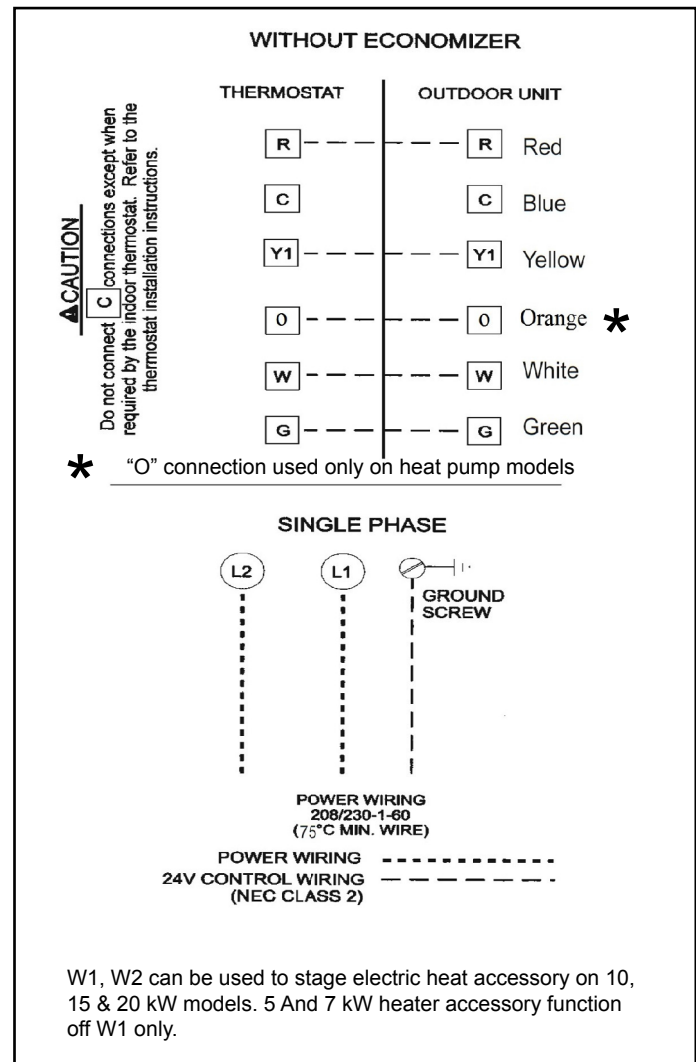 WITHOUT ECONOMIZER
THERMOSTAT
OUTDOOR UNIT
⚠CAUTION
Do not connect C connections except when
required by the indoor thermostat. Refer to the
thermostat installation instructions.
R R Red
C C Blue
Y1 Y1 Yellow
O O Orange *
W W White
G G Green
* “O” connection used only on heat pump models
SINGLE PHASE
L2 L1
GROUND
SCREW
POWER WIRING
208/230-1-60
(75°C MIN. WIRE)
POWER WIRING
24V CONTROL WIRING
(NEC CLASS 2)
W1, W2 can be used to stage electric heat accessory on 10,
15 & 20 kW models. 5 And 7 kW heater accessory function
off W1 only.